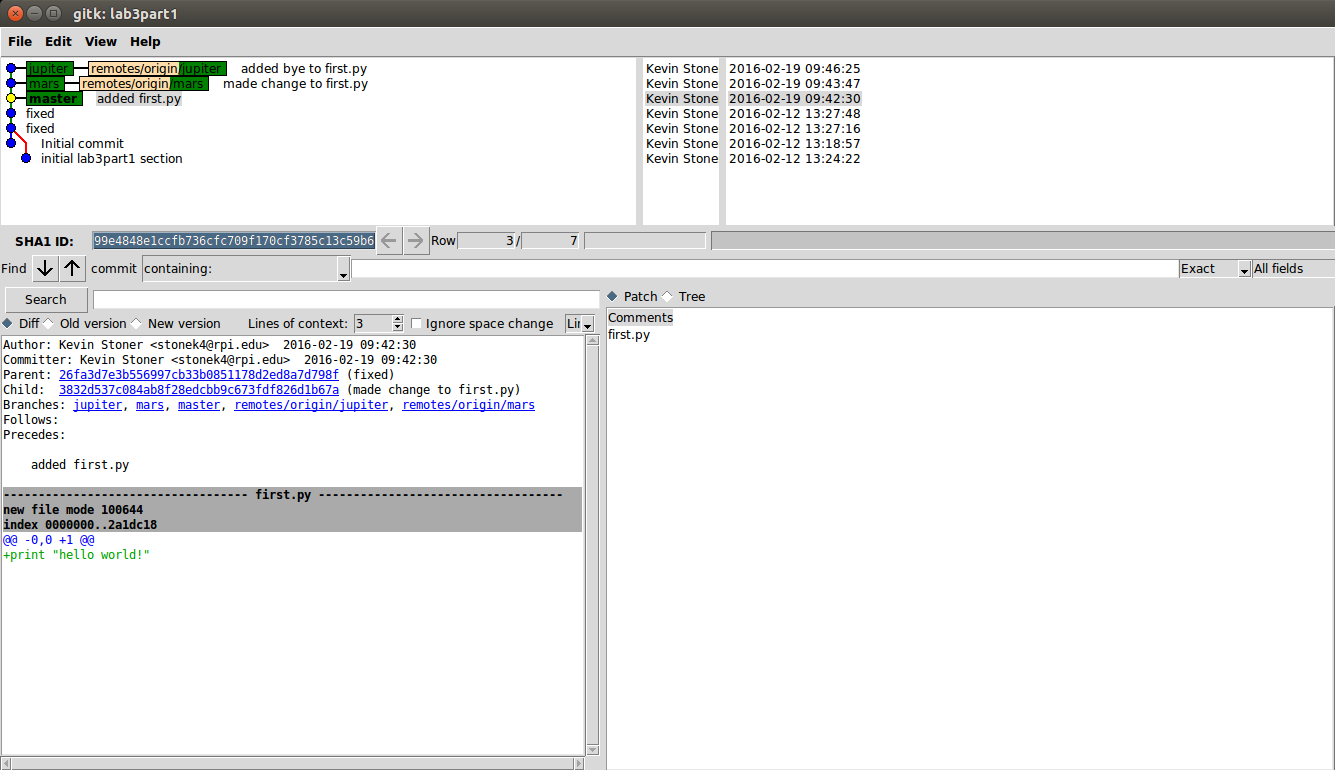 gitk: lab3part1
File Edit View Help
jupiter remotes/origin/jupiter added bye to first.py Kevin Stone 2016-02-19 09:46:25
mars remotes/origin/mars made change to first.py Kevin Stone 2016-02-19 09:43:47
master added first.py Kevin Stone 2016-02-19 09:42:30
fixed Kevin Stone 2016-02-12 13:27:48
fixed Kevin Stone 2016-02-12 13:27:16
Initial commit Kevin Stone 2016-02-12 13:18:57
initial lab3part1 section Kevin Stone 2016-02-12 13:24:22
SHA1 ID: 99e4848e1ccfb736cfc709f170cf3785c13c59b6 Row 3 / 7
Find commit containing: Exact All fields
Search
Patch Tree
Diff Old version New version Lines of context: 3 Ignore space change Lin
Comments
first.py
Author: Kevin Stoner <stonek4@rpi.edu> 2016-02-19 09:42:30
Committer: Kevin Stoner <stonek4@rpi.edu> 2016-02-19 09:42:30
Parent: 26fa3d7e3b556997cb33b0851178d2ed8a7d798f (fixed)
Child: 3832d537c084ab8f28edcbb9c673fdf826d1b67a (made change to first.py)
Branches: jupiter, mars, master, remotes/origin/jupiter, remotes/origin/mars
Follows:
Precedes:
added first.py
----------------------------------- first.py -----------------------------------
new file mode 100644
index 0000000..2a1dc18
@@ -0,0 +1 @@
+print "hello world!"